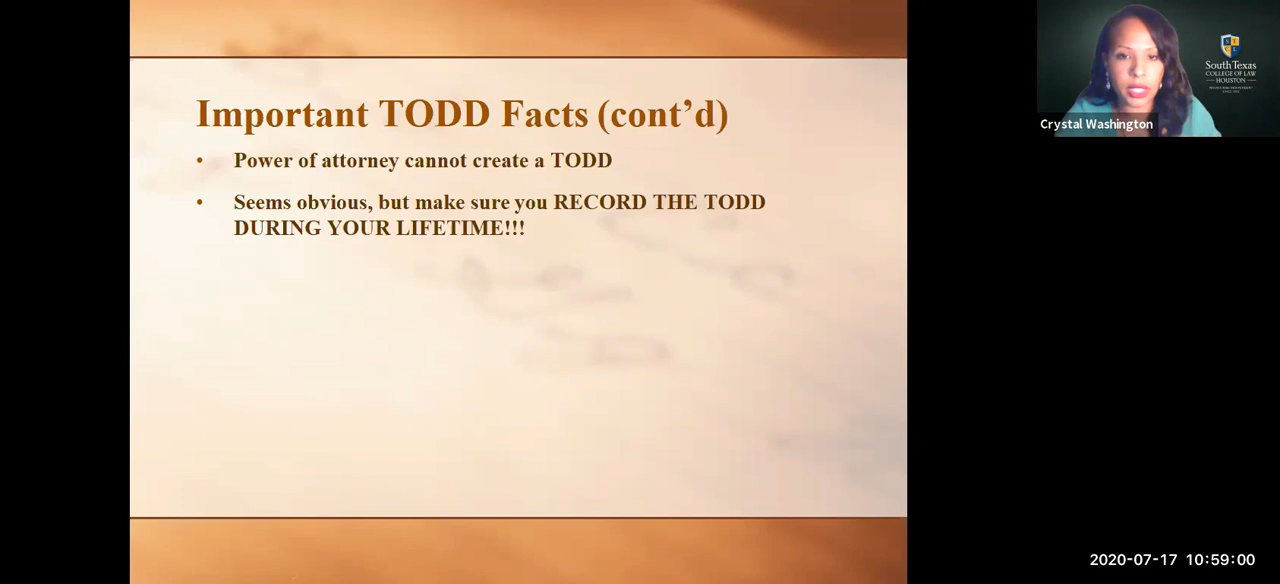 Important TODD Facts (cont’d)
• Power of attorney cannot create a TODD
• Seems obvious, but make sure you RECORD THE TODD
DURING YOUR LIFETIME!!!
South Texas
COLLEGE OF LAW
HOUSTON
Crystal Washington
2020-07-17 10:59:00